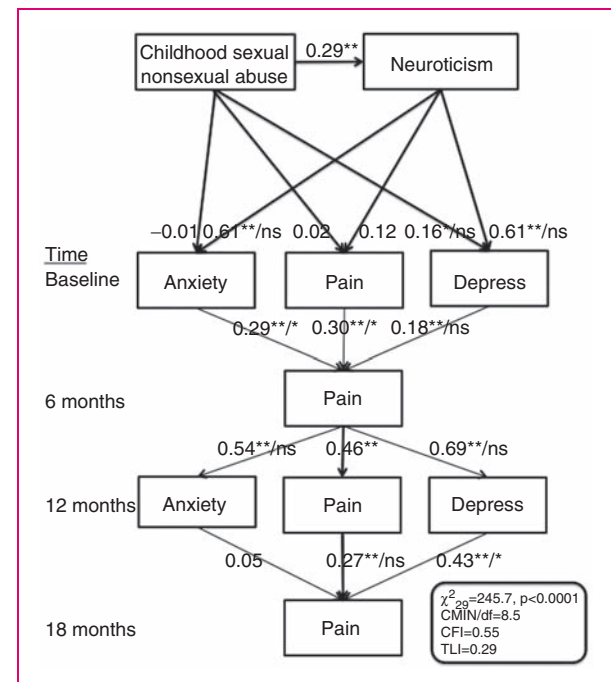 Childhood sexual
nonsexual abuse
0.29**
Neuroticism
−0.01 0.61**/ns 0.02 0.12 0.16*/ns 0.61**/ns
Time
Baseline
Anxiety
Pain
Depress
0.29**/* 0.30**/* 0.18**/ns
6 months
Pain
0.54**/ns 0.46** 0.69**/ns
12 months
Anxiety
Pain
Depress
0.05 0.27**/ns 0.43**/*
18 months
Pain
χ²₂₉=245.7, p<0.0001
CMIN/df=8.5
CFI=0.55
TLI=0.29